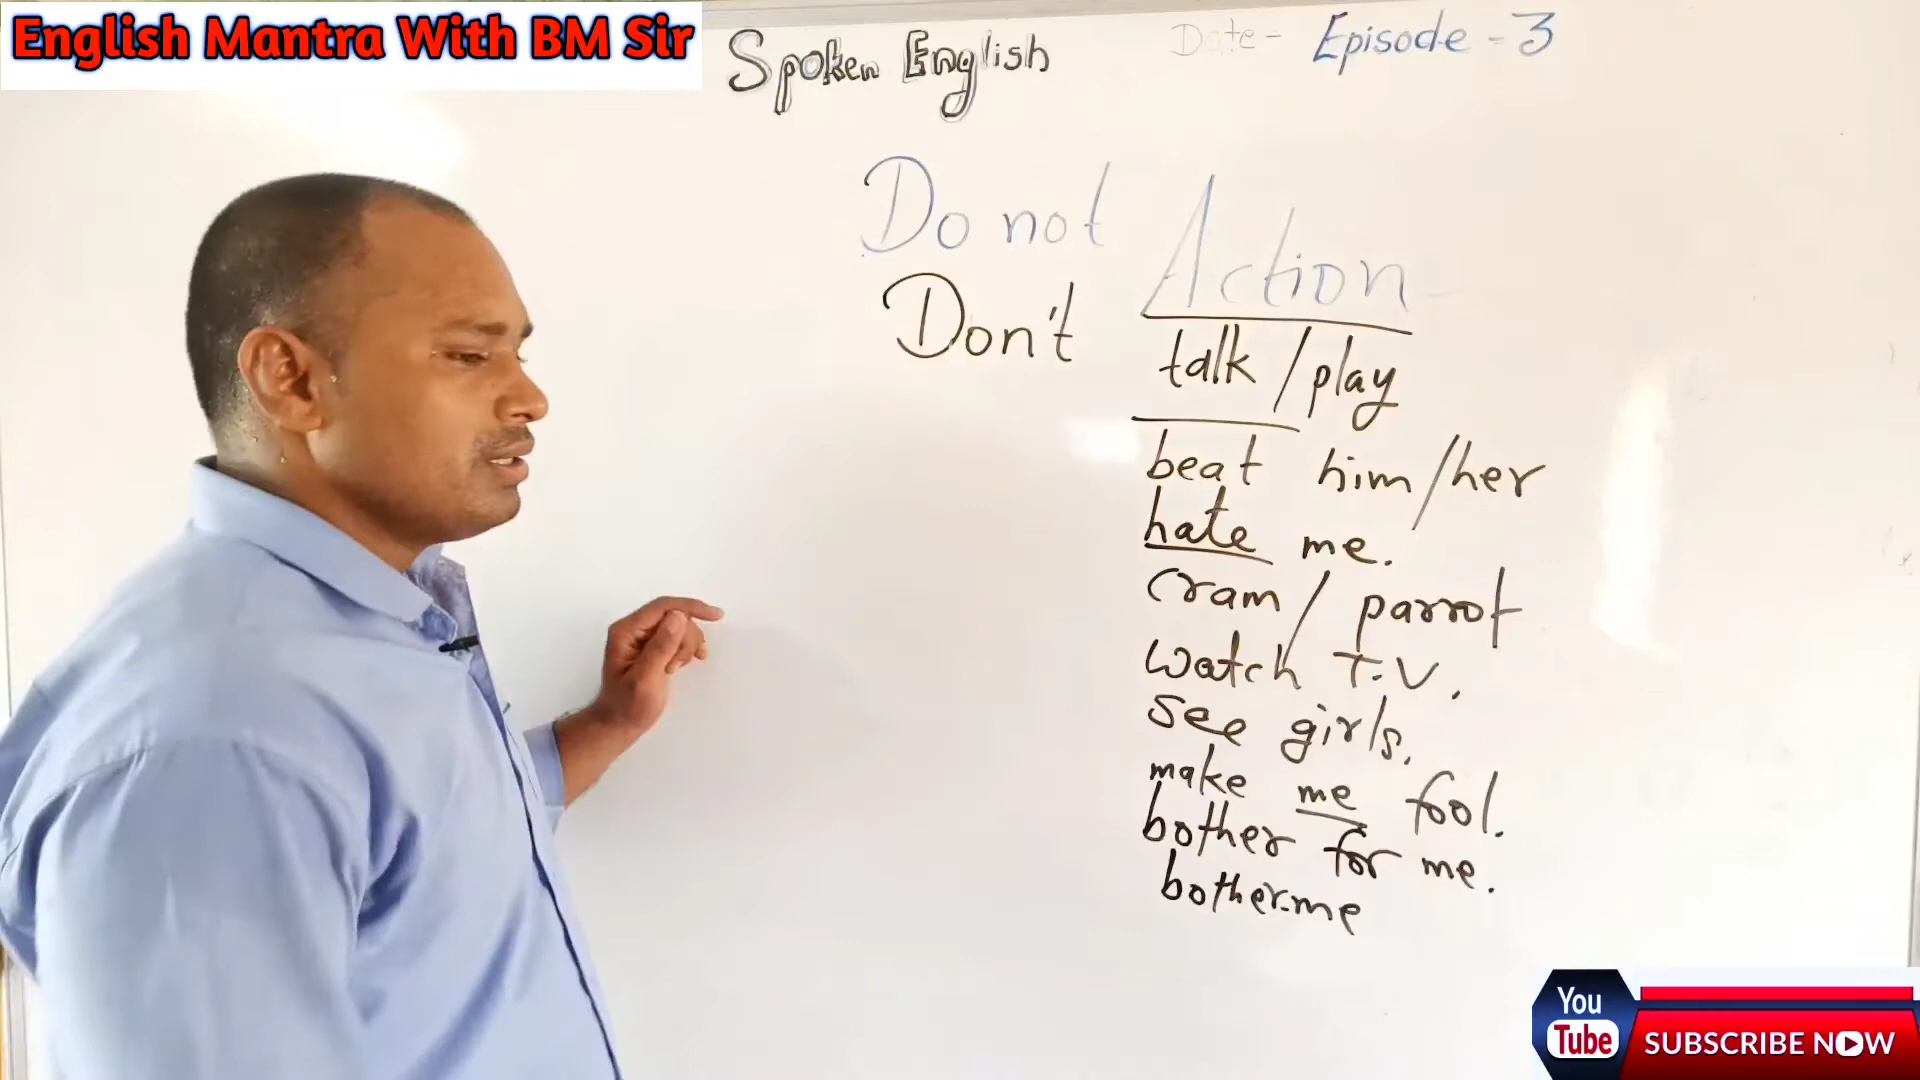 English Mantra With BM Sir
Spoken English
Date - Episode - 3
Do not Action
Don't talk / play
beat him / her
hate me.
cram / parrot
watch T.V.
see girls.
make me fool.
bother for me.
bother me
You Tube SUBSCRIBE NOW